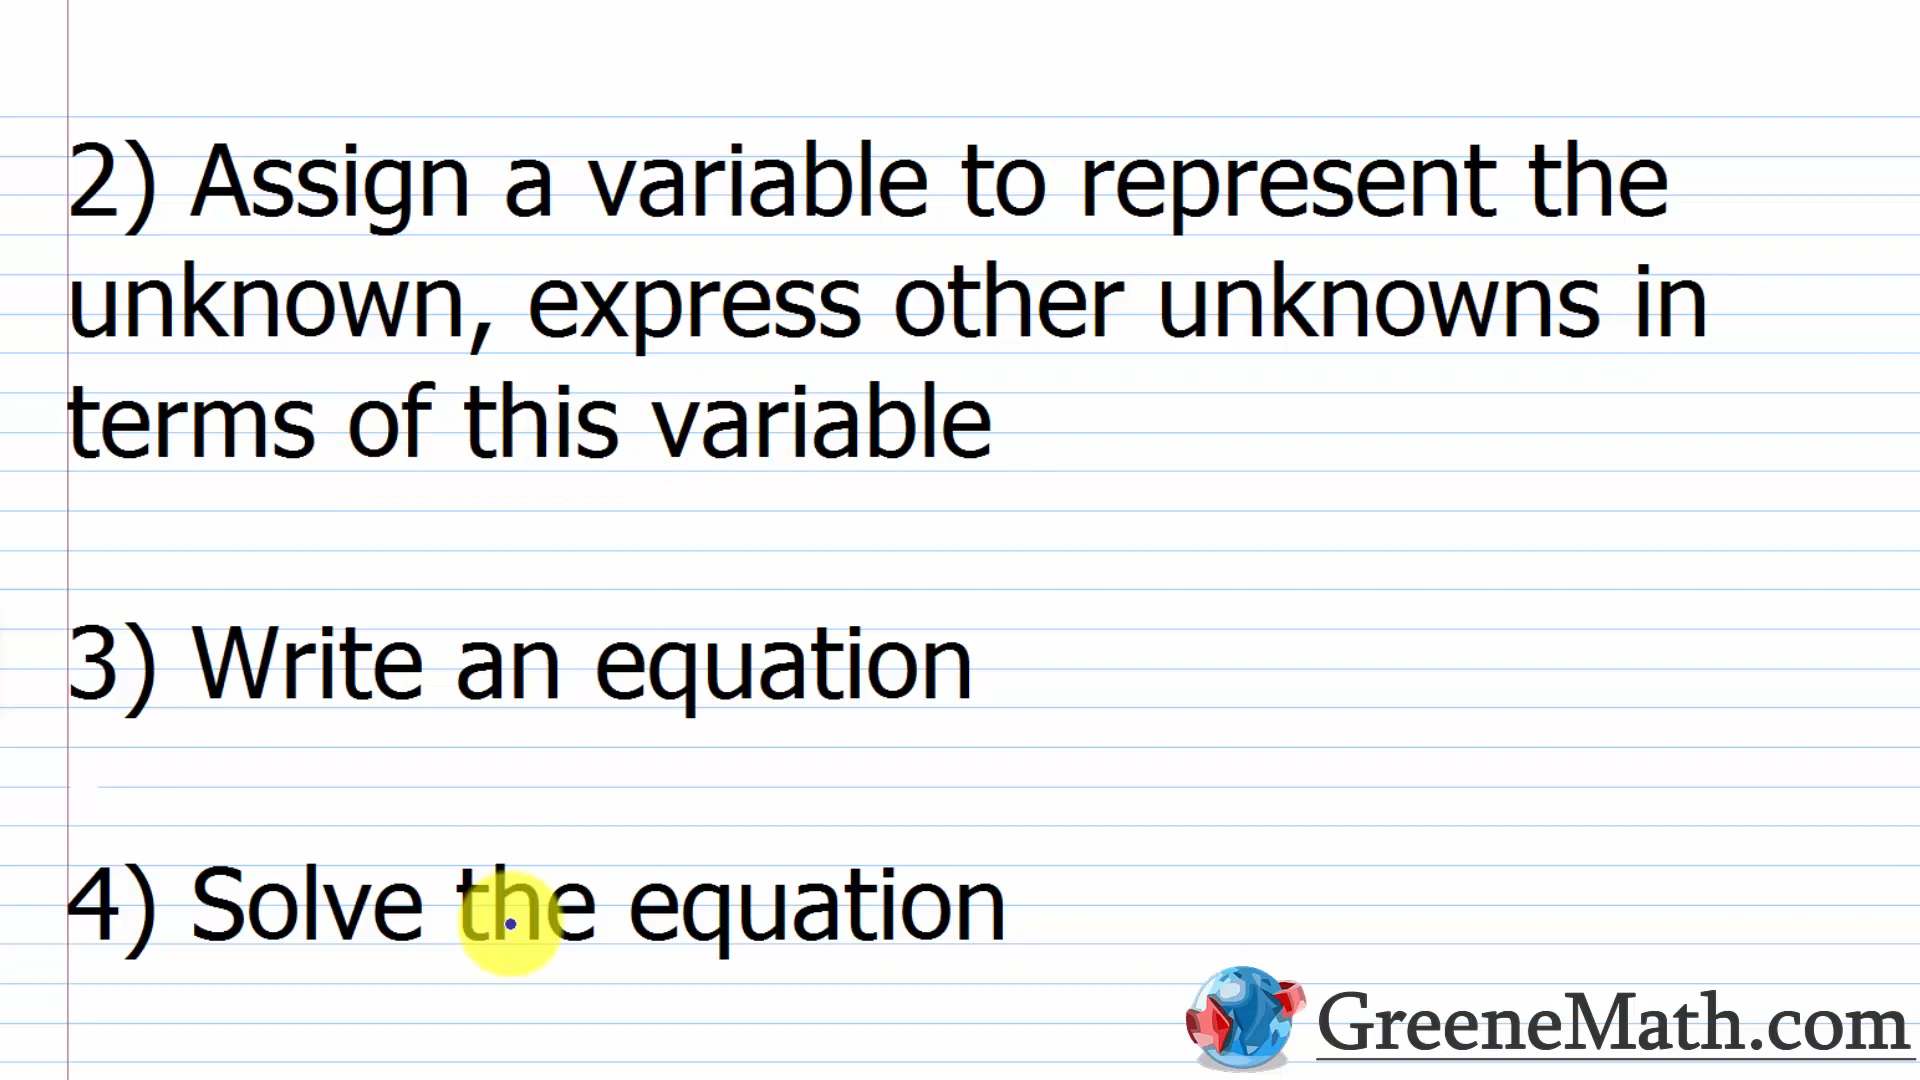 2) Assign a variable to represent the
unknown, express other unknowns in
terms of this variable
3) Write an equation
4) Solve the equation
GreeneMath.com